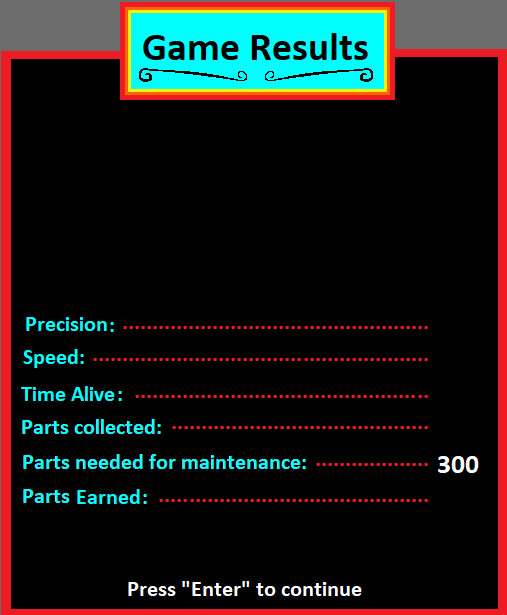 Game Results
Precision: ...................................................
Speed: ........................................................
Time Alive: .................................................
Parts collected: ...........................................
Parts needed for maintenance: ................... 300
Parts Earned: .............................................
Press "Enter" to continue